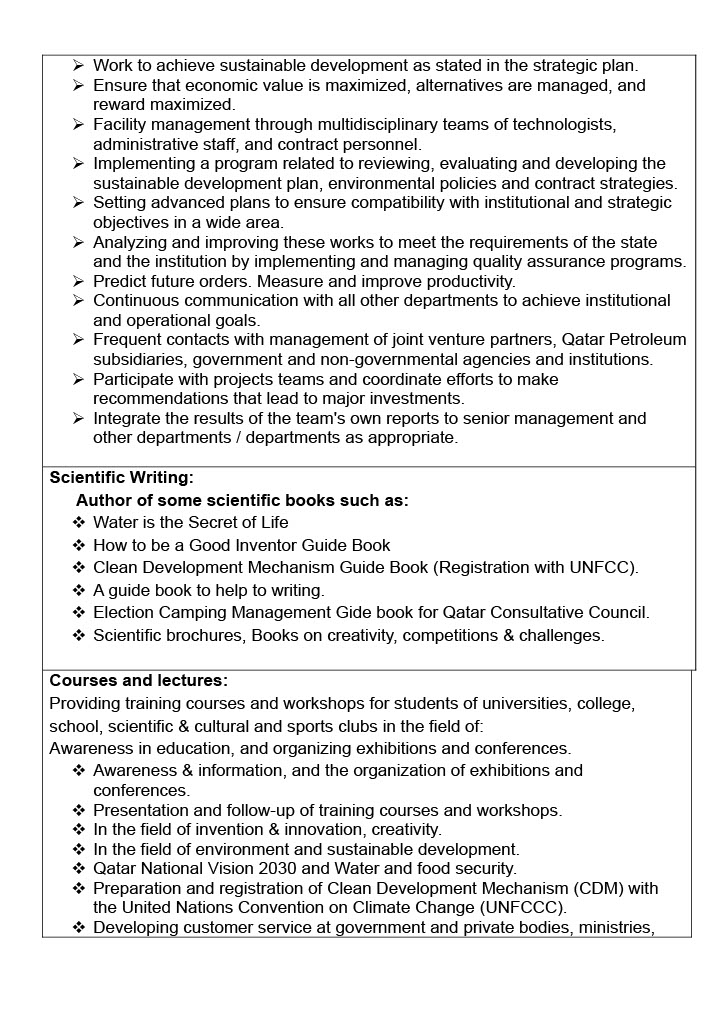 ➢ Work to achieve sustainable development as stated in the strategic plan.
➢ Ensure that economic value is maximized, alternatives are managed, and
reward maximized.
➢ Facility management through multidisciplinary teams of technologists,
administrative staff, and contract personnel.
➢ Implementing a program related to reviewing, evaluating and developing the
sustainable development plan, environmental policies and contract strategies.
➢ Setting advanced plans to ensure compatibility with institutional and strategic
objectives in a wide area.
➢ Analyzing and improving these works to meet the requirements of the state
and the institution by implementing and managing quality assurance programs.
➢ Predict future orders. Measure and improve productivity.
➢ Continuous communication with all other departments to achieve institutional
and operational goals.
➢ Frequent contacts with management of joint venture partners, Qatar Petroleum
subsidiaries, government and non-governmental agencies and institutions.
➢ Participate with projects teams and coordinate efforts to make
recommendations that lead to major investments.
➢ Integrate the results of the team's own reports to senior management and
other departments / departments as appropriate.
Scientific Writing:
Author of some scientific books such as:
❖ Water is the Secret of Life
❖ How to be a Good Inventor Guide Book
❖ Clean Development Mechanism Guide Book (Registration with UNFCC).
❖ A guide book to help to writing.
❖ Election Camping Management Gide book for Qatar Consultative Council.
❖ Scientific brochures, Books on creativity, competitions & challenges.
Courses and lectures:
Providing training courses and workshops for students of universities, college,
school, scientific & cultural and sports clubs in the field of:
Awareness in education, and organizing exhibitions and conferences.
❖ Awareness & information, and the organization of exhibitions and
conferences.
❖ Presentation and follow-up of training courses and workshops.
❖ In the field of invention & innovation, creativity.
❖ In the field of environment and sustainable development.
❖ Qatar National Vision 2030 and Water and food security.
❖ Preparation and registration of Clean Development Mechanism (CDM) with
the United Nations Convention on Climate Change (UNFCCC).
❖ Developing customer service at government and private bodies, ministries,